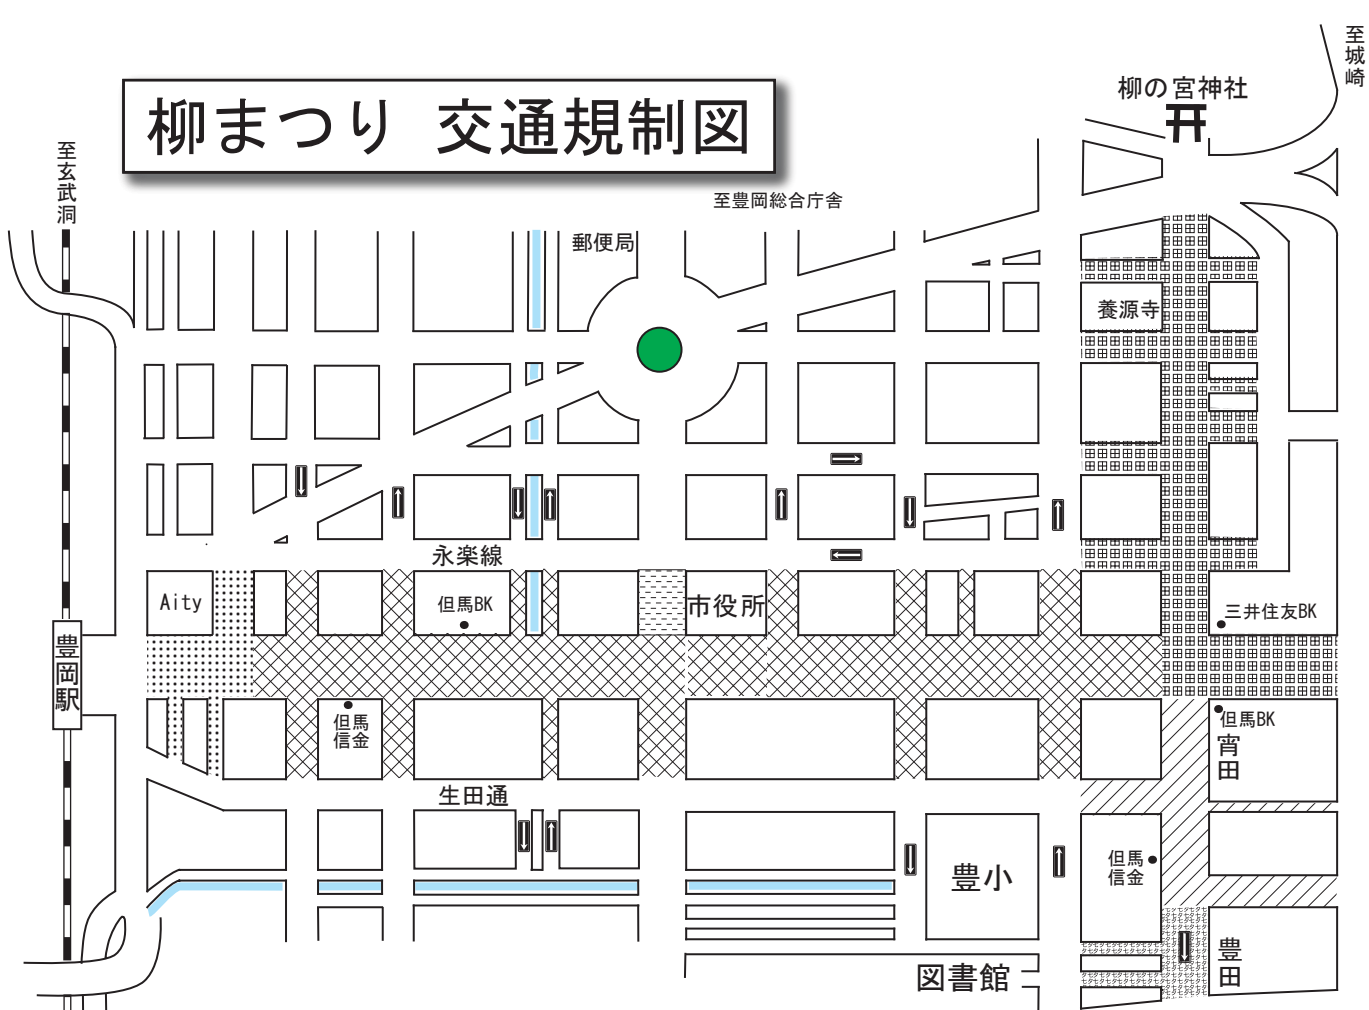 至城崎
柳の宮神社
柳まつり 交通規制図
至玄武洞
至豊岡総合庁舎
郵便局
養源寺
永楽線
Aity
但馬BK
市役所
三井住友BK
豊岡駅
但馬
信金
但馬BK
宵田
生田通
但馬
信金
豊小
豊田
図書館